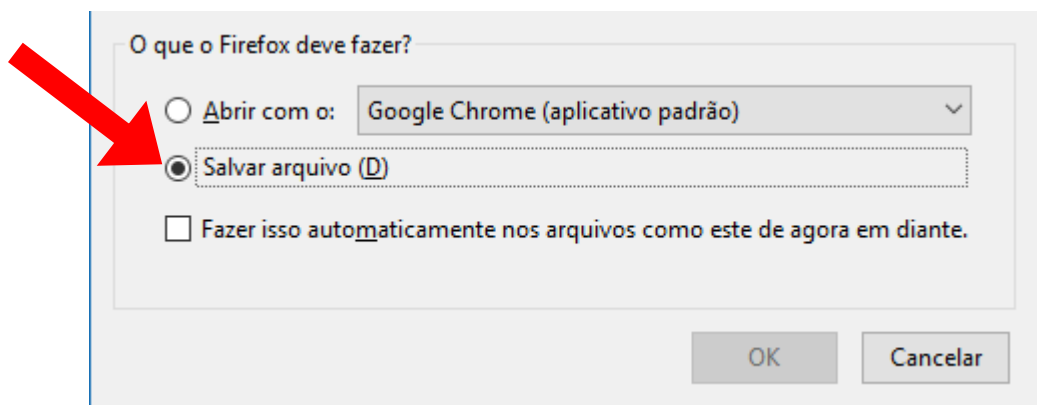 O que o Firefox deve fazer?
Abrir com o: Google Chrome (aplicativo padrão)
Salvar arquivo (D)
Fazer isso automaticamente nos arquivos como este de agora em diante.
OK Cancelar